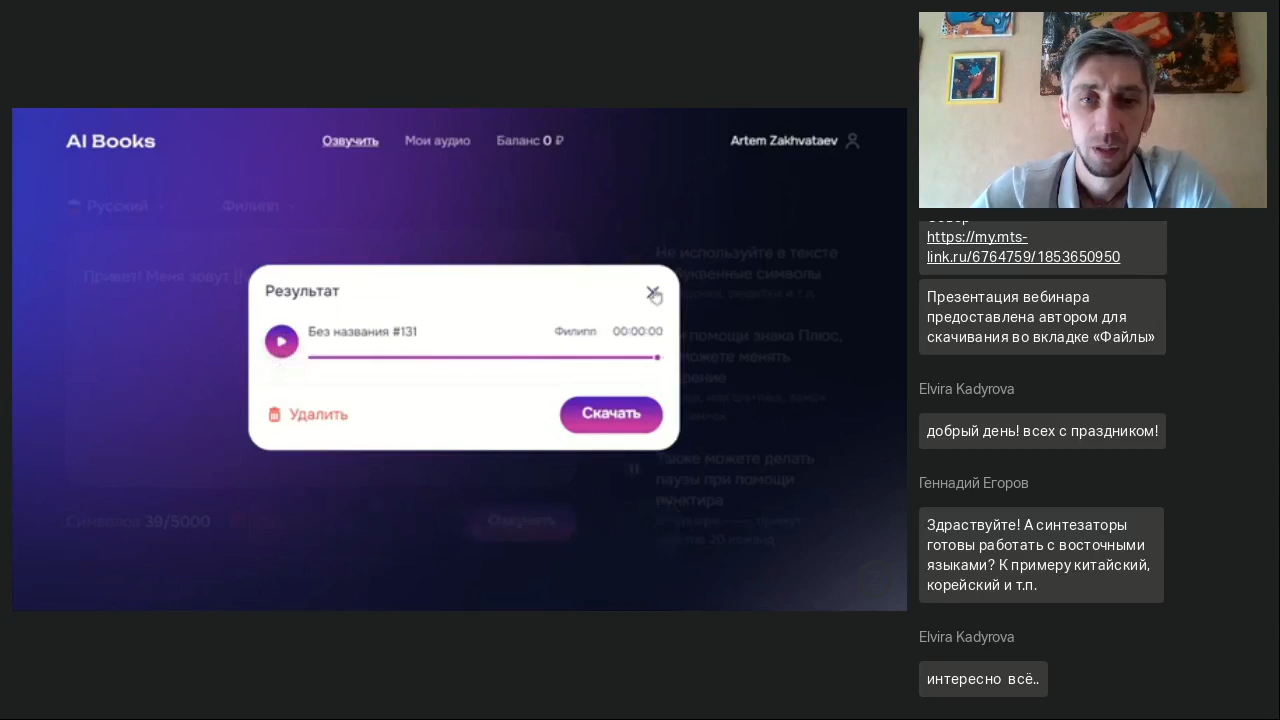 AI Books
Озвучить
Мои аудио
Баланс 0 ₽
Artem Zakhvataev
Русский
Филипп
Привет! Меня зовут []
Не используйте в тексте
символы
Результат
Без названия #131
Филипп
00:00:00
помощи знака Плюс,
можете менять
Удалить
Скачать
Также можете делать
паузы при помощи
пунктира
Символов 39/5000
Озвучить
https://my.mts-
link.ru/6764759/1853650950
Презентация вебинара
предоставлена автором для
скачивания во вкладке «Файлы»
Elvira Kadyrova
добрый день! всех с праздником!
Геннадий Егоров
Здраствуйте! А синтезаторы
готовы работать с восточными
языками? К примеру китайский,
корейский и т.п.
Elvira Kadyrova
интересно всё..